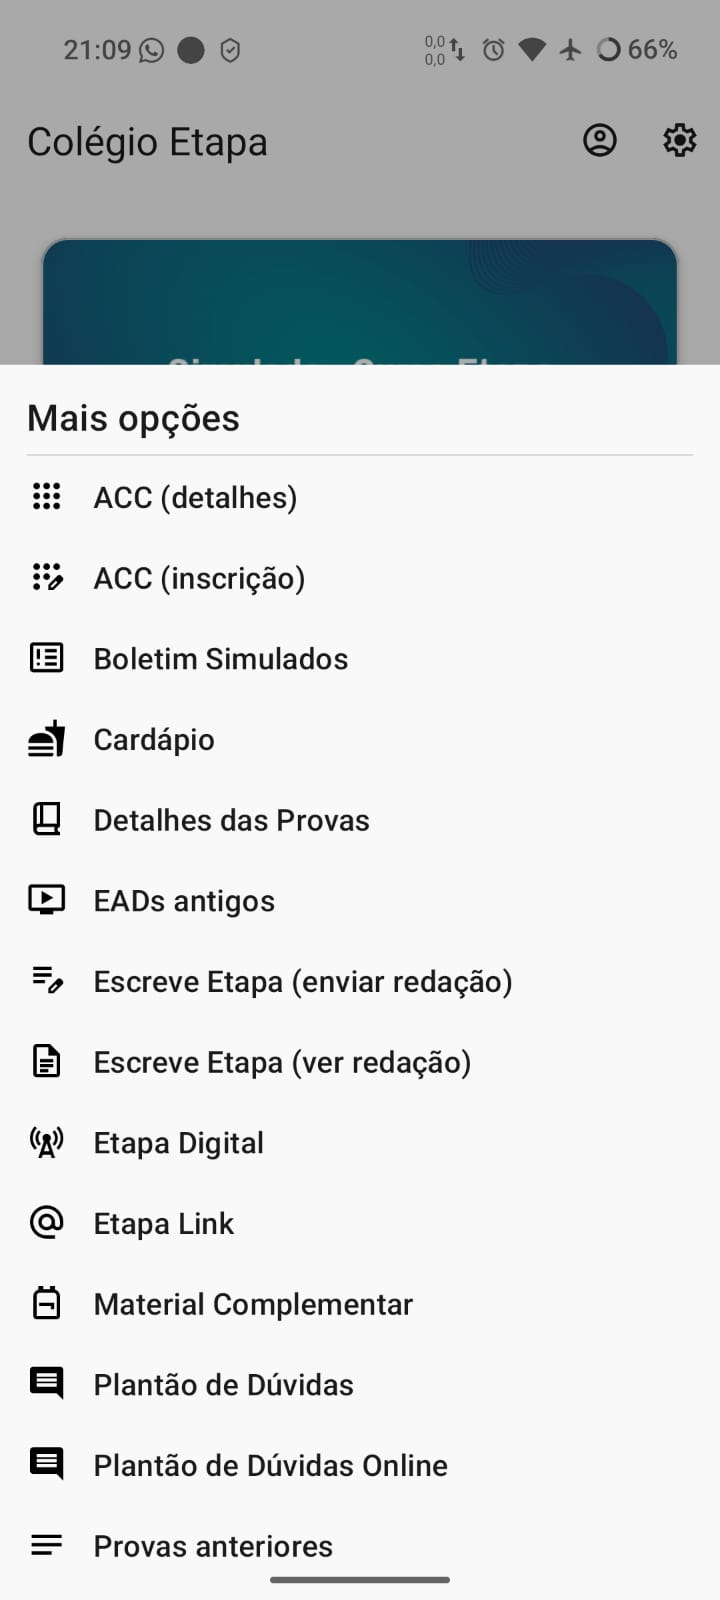 21:09
0,0
0,0
66%
Colégio Etapa
Mais opções
ACC (detalhes)
ACC (inscrição)
Boletim Simulados
Cardápio
Detalhes das Provas
EADs antigos
Escreve Etapa (enviar redação)
Escreve Etapa (ver redação)
Etapa Digital
Etapa Link
Material Complementar
Plantão de Dúvidas
Plantão de Dúvidas Online
Provas anteriores